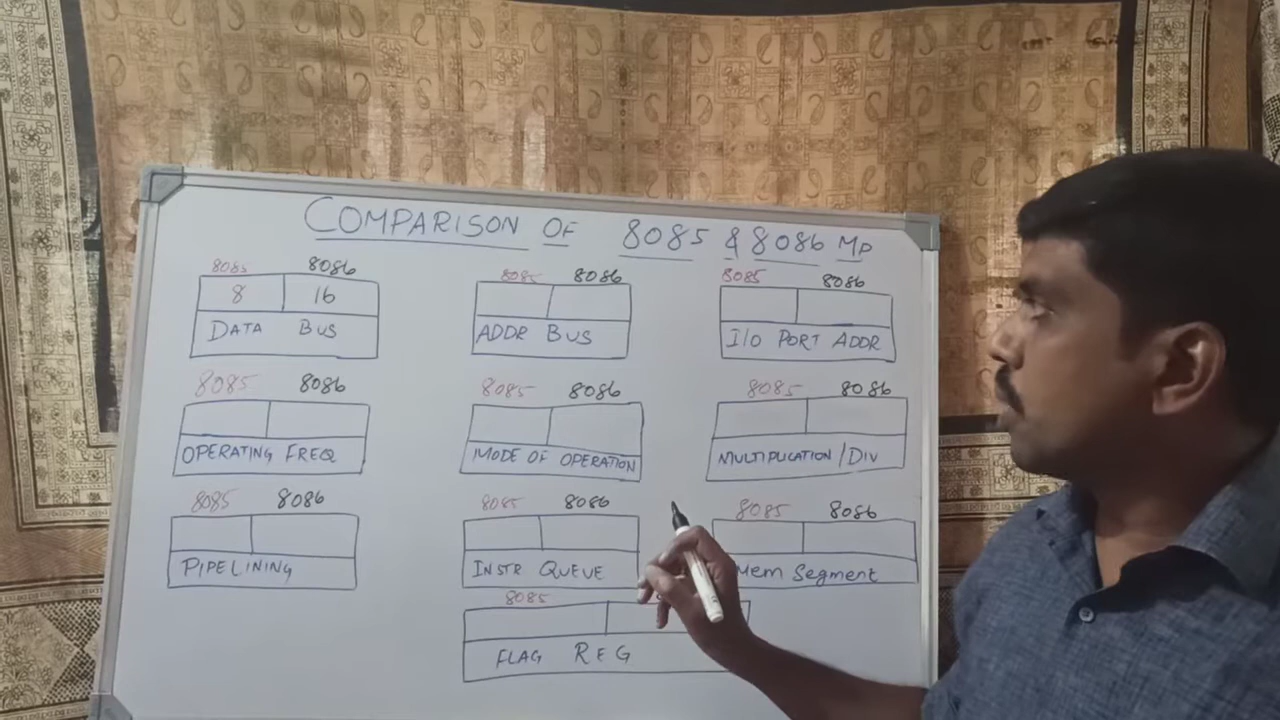 COMPARISON OF 8085 & 8086 MP
8085 8086
8 16
DATA BUS
8085 8086
ADDR BUS
8085 8086
I/O PORT ADDR
8085 8086
OPERATING FREQ
8085 8086
MODE OF OPERATION
8085 8086
MULTIPLICATION/DIV
8085 8086
PIPELINING
8085 8086
INSTR QUEUE
8085 8086
Mem Segment
8085
FLAG REG